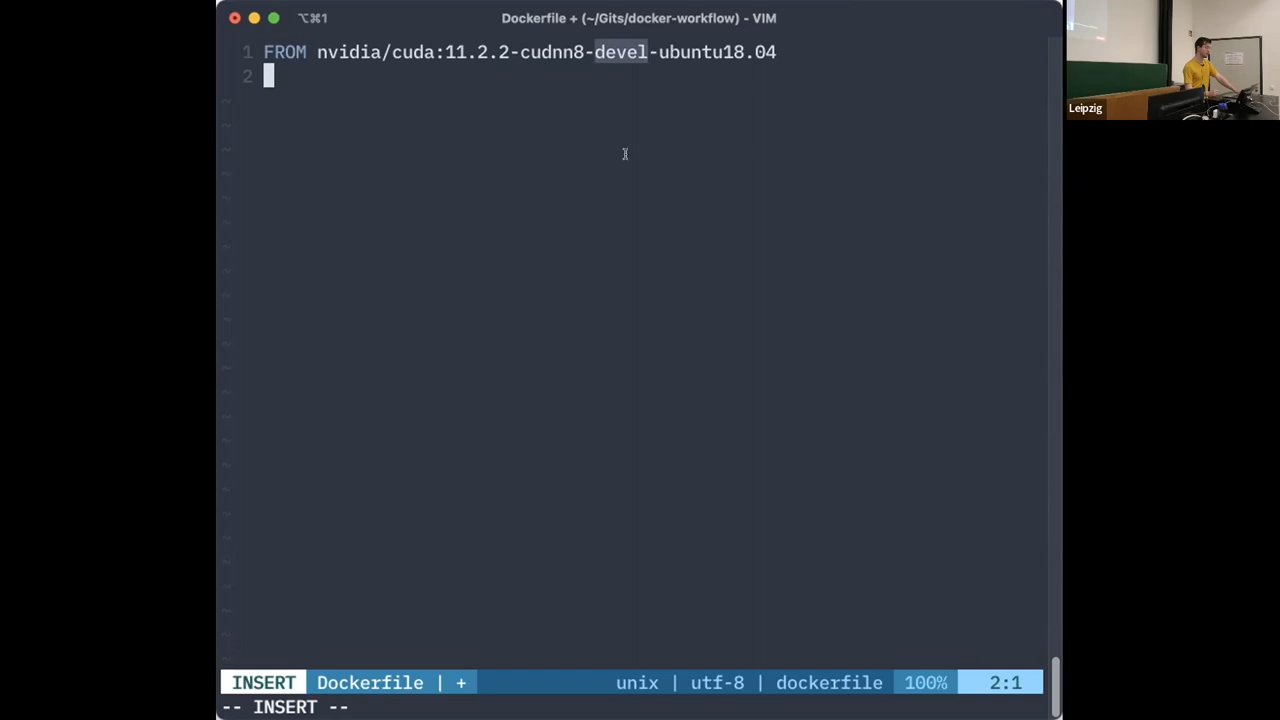 ⌥⌘1
Dockerfile + (~/Gits/docker-workflow) - VIM
1 FROM nvidia/cuda:11.2.2-cudnn8-devel-ubuntu18.04
2
Leipzig
INSERT Dockerfile | + unix | utf-8 | dockerfile 100% 2:1
-- INSERT --